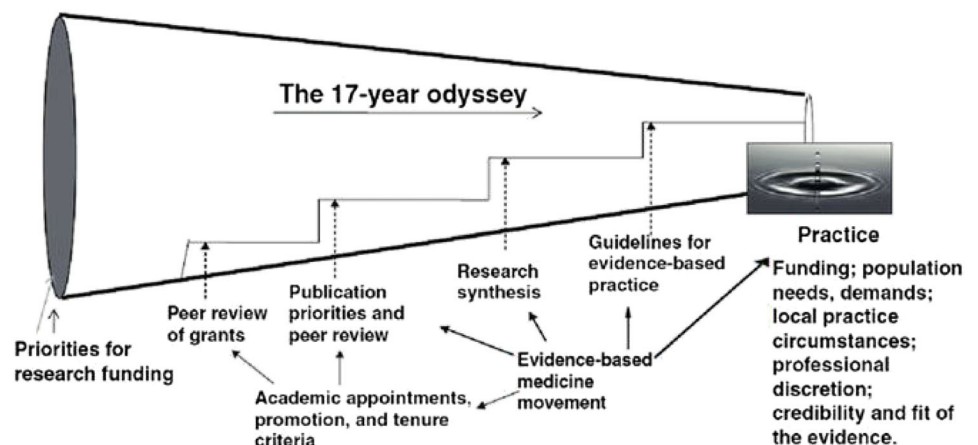 The 17-year odyssey
Priorities for
research funding
Peer review
of grants
Publication
priorities and
peer review
Research
synthesis
Guidelines for
evidence-based
practice
Academic appointments,
promotion, and tenure
criteria
Evidence-based
medicine
movement
Practice
Funding; population
needs, demands;
local practice
circumstances;
professional
discretion;
credibility and fit of
the evidence.